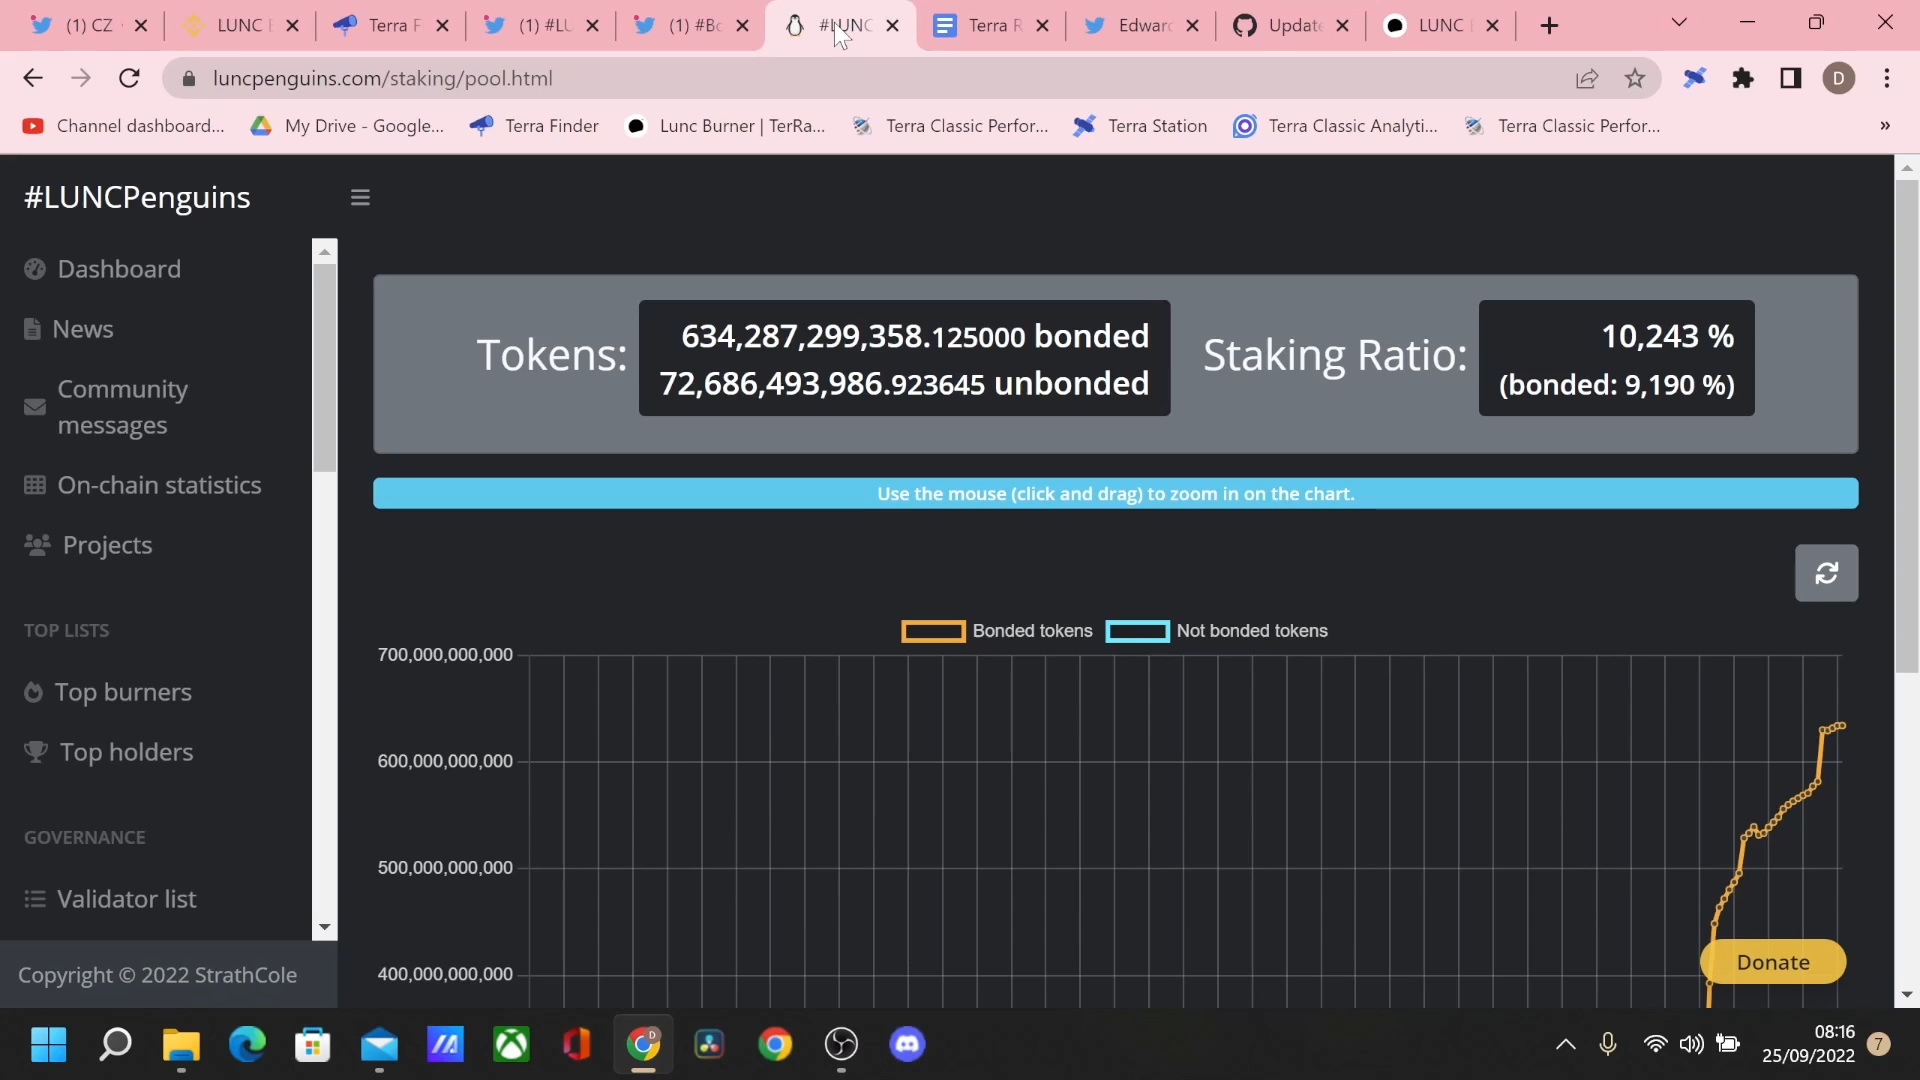 (1) CZ
LUNC
Terra F
(1) #LU
(1) #Bo
#LUNC
Terra R
Edwar
Update
LUNC
luncpenguins.com/staking/pool.html
D
Channel dashboard...
My Drive - Google...
Terra Finder
Lunc Burner | TerRa...
Terra Classic Perfor...
Terra Station
Terra Classic Analyti...
Terra Classic Perfor...
»
#LUNCPenguins
Dashboard
News
Community
messages
On-chain statistics
Projects
TOP LISTS
Top burners
Top holders
GOVERNANCE
Validator list
Copyright © 2022 StrathCole
Tokens:
634,287,299,358.125000 bonded
72,686,493,986.923645 unbonded
Staking Ratio:
10,243 %
(bonded: 9,190 %)
Use the mouse (click and drag) to zoom in on the chart.
Bonded tokens
Not bonded tokens
700,000,000,000
600,000,000,000
500,000,000,000
400,000,000,000
Donate
D
08:16
25/09/2022
7